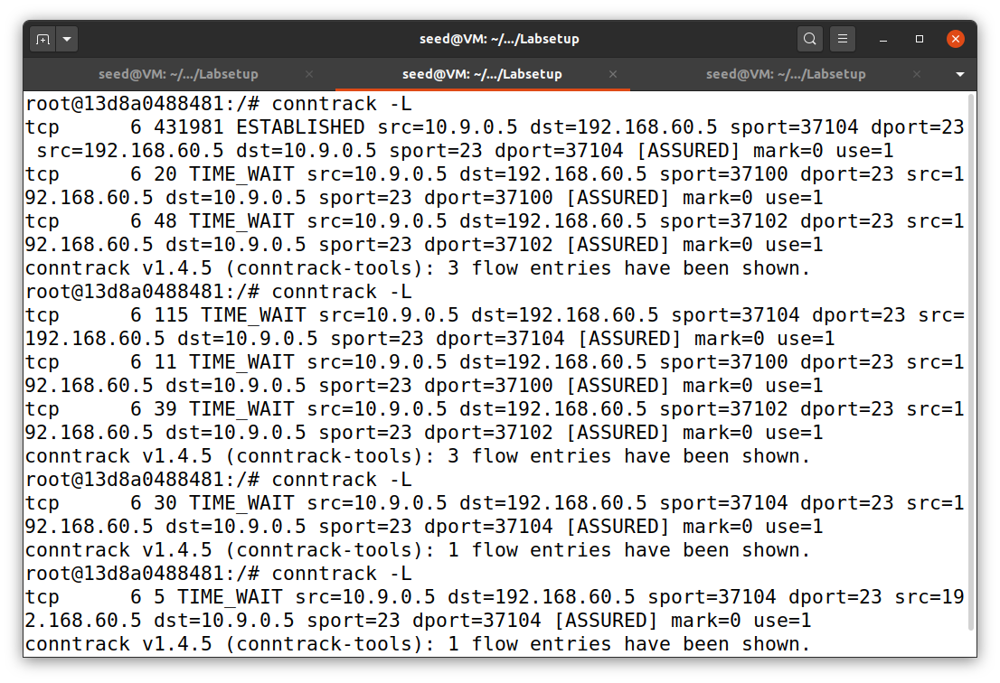 seed@VM: ~/.../Labsetup
seed@VM: ~/.../Labsetup × seed@VM: ~/.../Labsetup × seed@VM: ~/.../Labsetup ×
root@13d8a0488481:/# conntrack -L
tcp      6 431981 ESTABLISHED src=10.9.0.5 dst=192.168.60.5 sport=37104 dport=23
 src=192.168.60.5 dst=10.9.0.5 sport=23 dport=37104 [ASSURED] mark=0 use=1
tcp      6 20 TIME_WAIT src=10.9.0.5 dst=192.168.60.5 sport=37100 dport=23 src=1
92.168.60.5 dst=10.9.0.5 sport=23 dport=37100 [ASSURED] mark=0 use=1
tcp      6 48 TIME_WAIT src=10.9.0.5 dst=192.168.60.5 sport=37102 dport=23 src=1
92.168.60.5 dst=10.9.0.5 sport=23 dport=37102 [ASSURED] mark=0 use=1
conntrack v1.4.5 (conntrack-tools): 3 flow entries have been shown.
root@13d8a0488481:/# conntrack -L
tcp      6 115 TIME_WAIT src=10.9.0.5 dst=192.168.60.5 sport=37104 dport=23 src=
192.168.60.5 dst=10.9.0.5 sport=23 dport=37104 [ASSURED] mark=0 use=1
tcp      6 11 TIME_WAIT src=10.9.0.5 dst=192.168.60.5 sport=37100 dport=23 src=1
92.168.60.5 dst=10.9.0.5 sport=23 dport=37100 [ASSURED] mark=0 use=1
tcp      6 39 TIME_WAIT src=10.9.0.5 dst=192.168.60.5 sport=37102 dport=23 src=1
92.168.60.5 dst=10.9.0.5 sport=23 dport=37102 [ASSURED] mark=0 use=1
conntrack v1.4.5 (conntrack-tools): 3 flow entries have been shown.
root@13d8a0488481:/# conntrack -L
tcp      6 30 TIME_WAIT src=10.9.0.5 dst=192.168.60.5 sport=37104 dport=23 src=1
92.168.60.5 dst=10.9.0.5 sport=23 dport=37104 [ASSURED] mark=0 use=1
conntrack v1.4.5 (conntrack-tools): 1 flow entries have been shown.
root@13d8a0488481:/# conntrack -L
tcp      6 5 TIME_WAIT src=10.9.0.5 dst=192.168.60.5 sport=37104 dport=23 src=19
2.168.60.5 dst=10.9.0.5 sport=23 dport=37104 [ASSURED] mark=0 use=1
conntrack v1.4.5 (conntrack-tools): 1 flow entries have been shown.